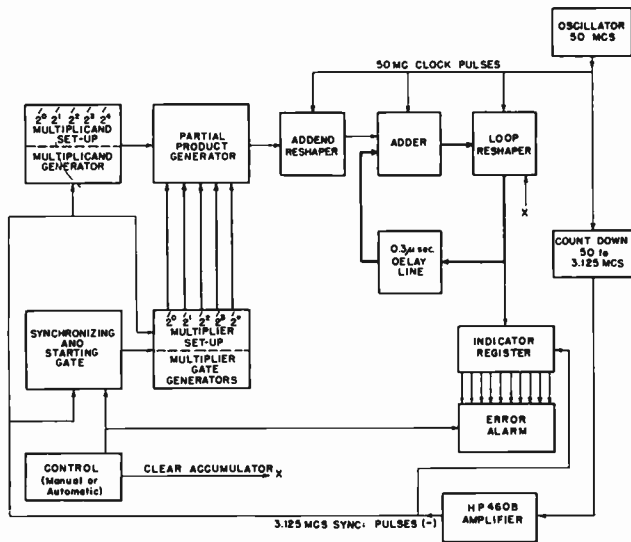 OSCILLATOR
50 MCS
50 MC CLOCK PULSES
2⁰ 2¹ 2² 2³ 2⁴
MULTIPLICAND
SET-UP
MULTIPLICAND
GENERATOR
PARTIAL
PRODUCT
GENERATOR
ADDEND
RESHAPER
ADDER
LOOP
RESHAPER
X
0.3μ sec.
DELAY
LINE
COUNT DOWN
50 to
3.125 MCS
SYNCHRONIZING
AND
STARTING
GATE
2⁰ 2¹ 2² 2³ 2⁴
MULTIPLIER
SET-UP
MULTIPLIER
GATE
GENERATORS
INDICATOR
REGISTER
ERROR
ALARM
CONTROL
(Manual or
Automatic)
CLEAR ACCUMULATOR X
3.125 MCS SYNC: PULSES (-)
HP 460B
AMPLIFIER